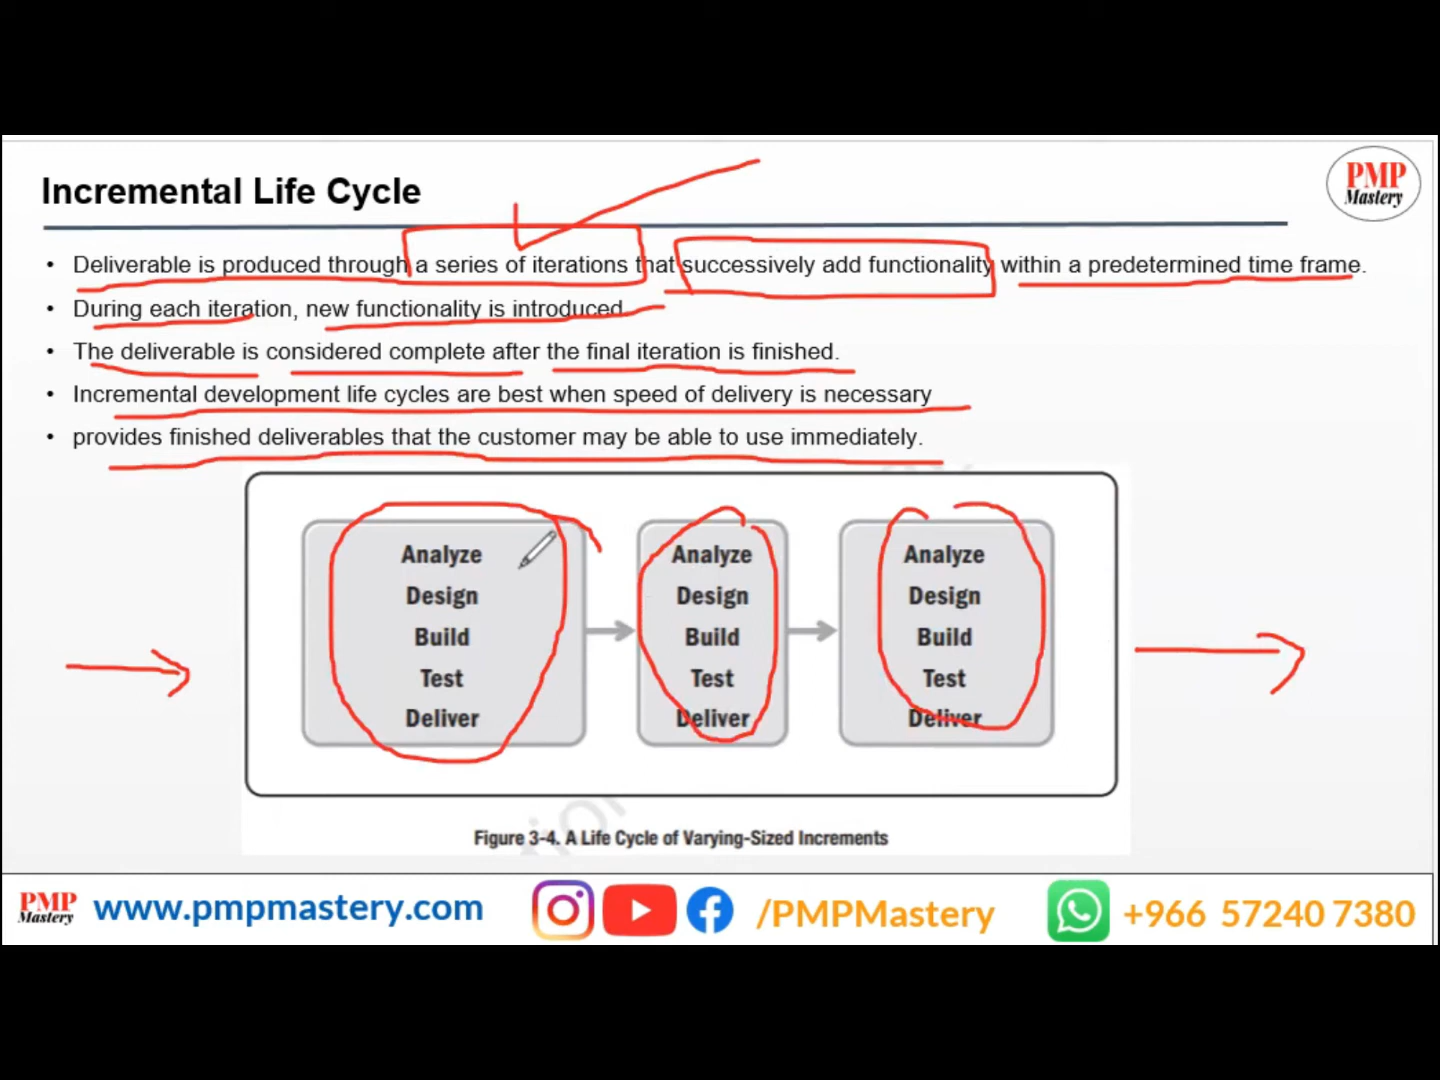 Incremental Life Cycle
PMP
Mastery
• Deliverable is produced through a series of iterations that successively add functionality within a predetermined time frame.
• During each iteration, new functionality is introduced.
• The deliverable is considered complete after the final iteration is finished.
• Incremental development life cycles are best when speed of delivery is necessary
• provides finished deliverables that the customer may be able to use immediately.
Analyze
Design
Build
Test
Deliver
Analyze
Design
Build
Test
Deliver
Analyze
Design
Build
Test
Deliver
Figure 3-4. A Life Cycle of Varying-Sized Increments
PMP
Mastery
www.pmpmastery.com
/PMPMastery
+966 57240 7380